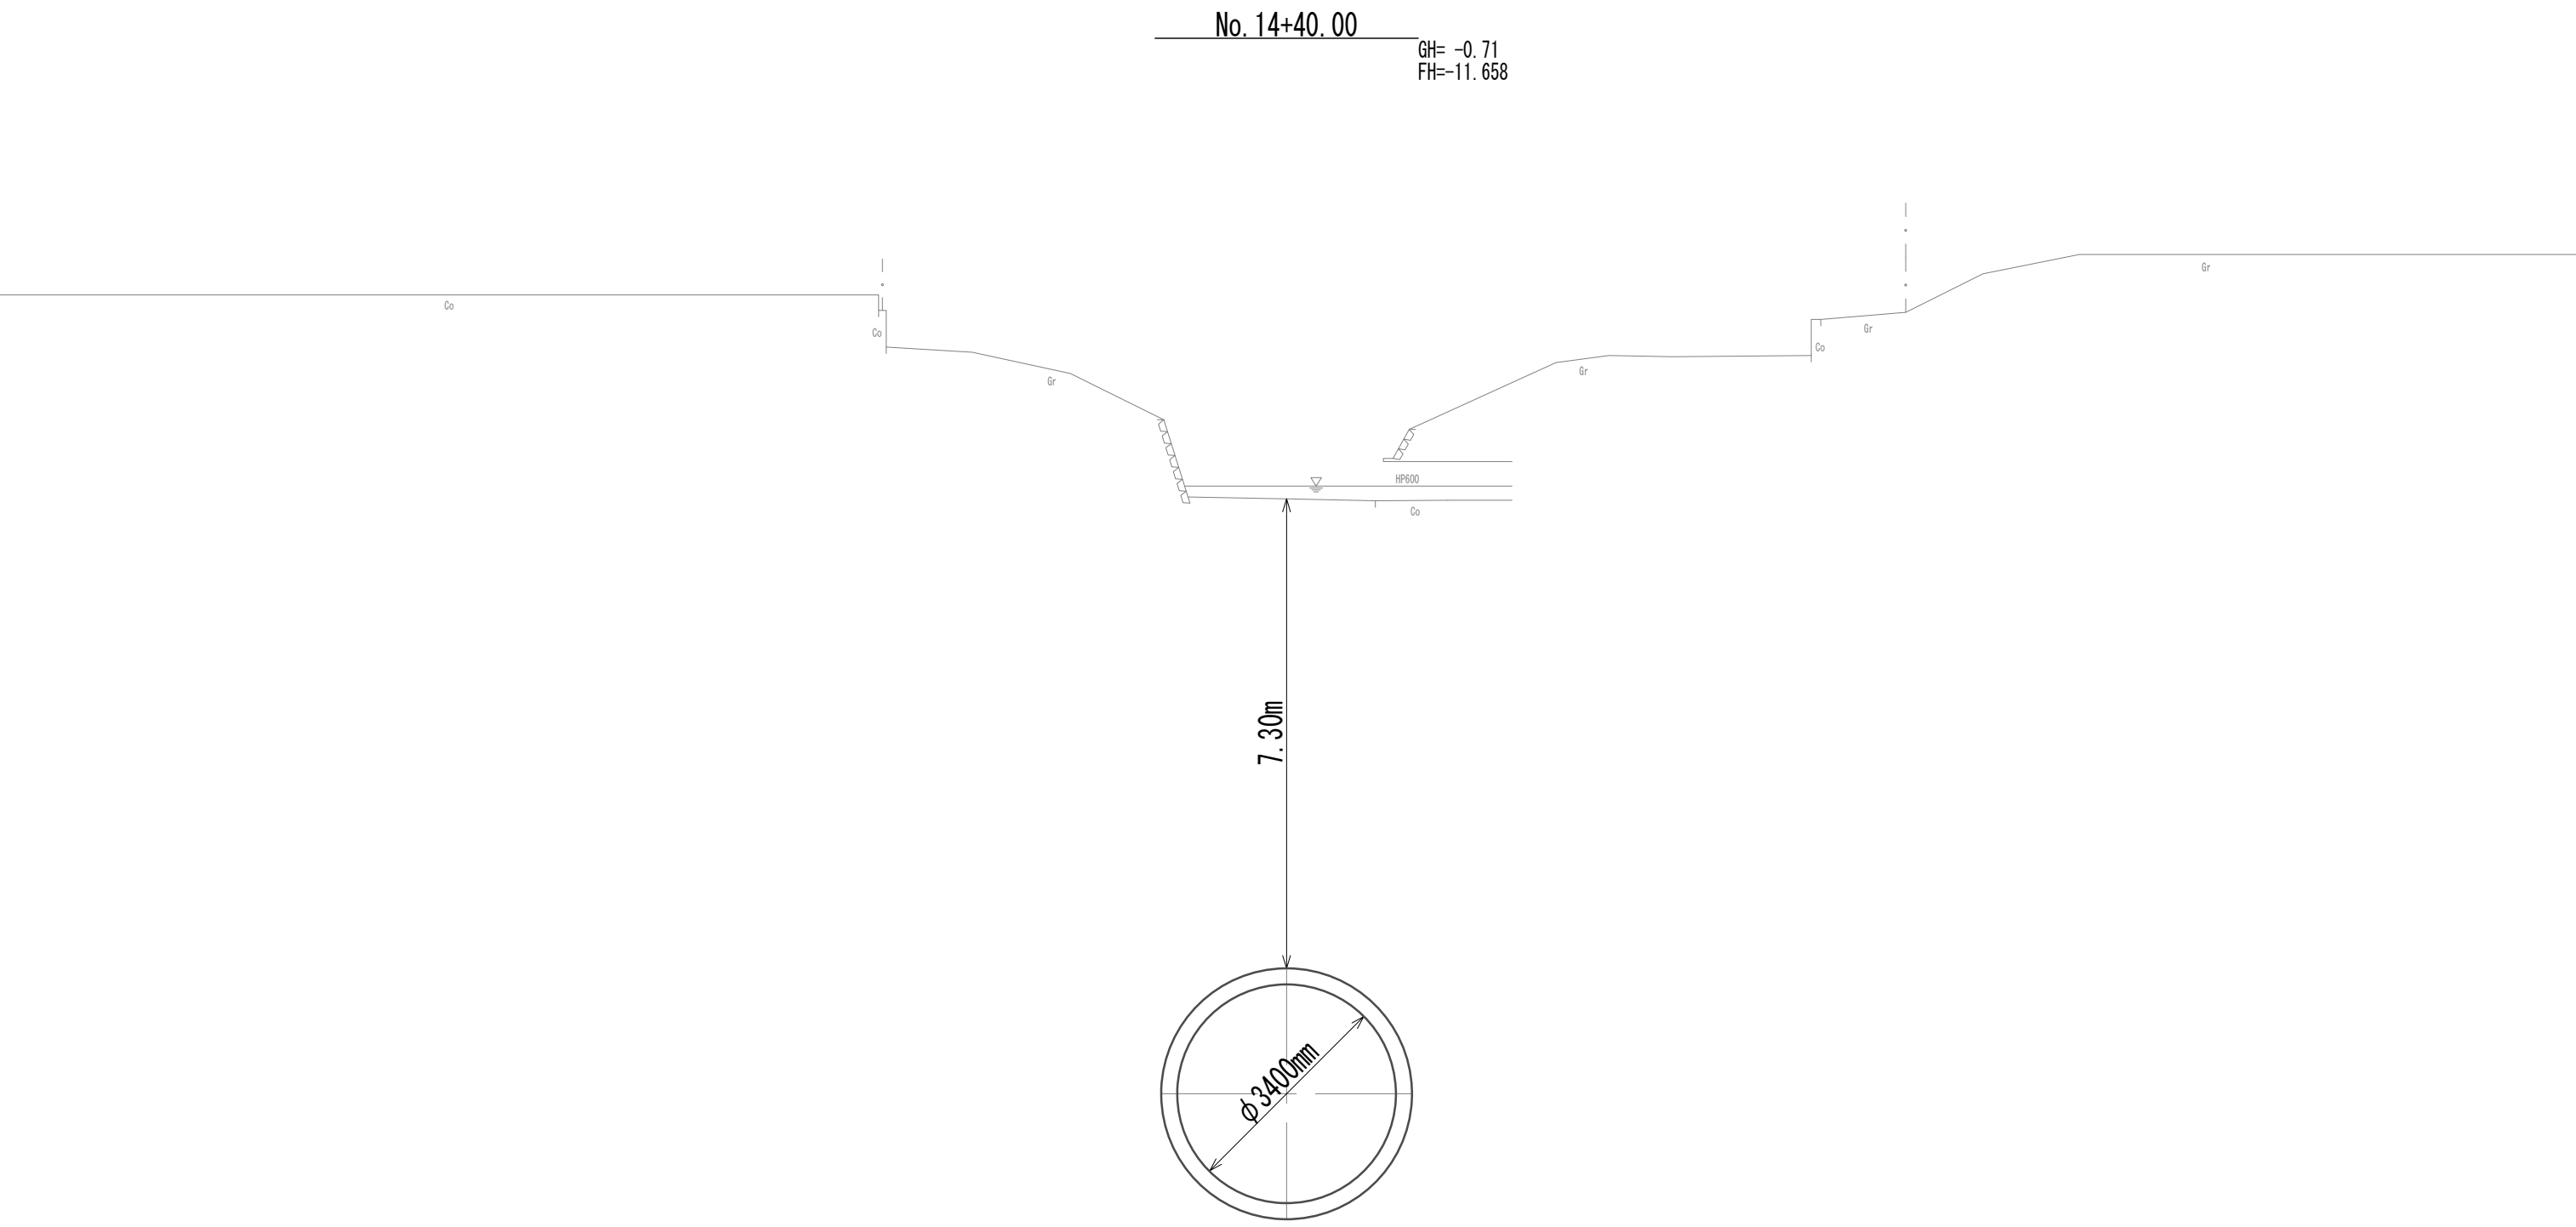 No.14+40.00
GH= -0.71
FH=-11.658
Gr
Co
Co
Gr
Co
Gr
Gr
HP600
Co
7.30m
φ3400mm